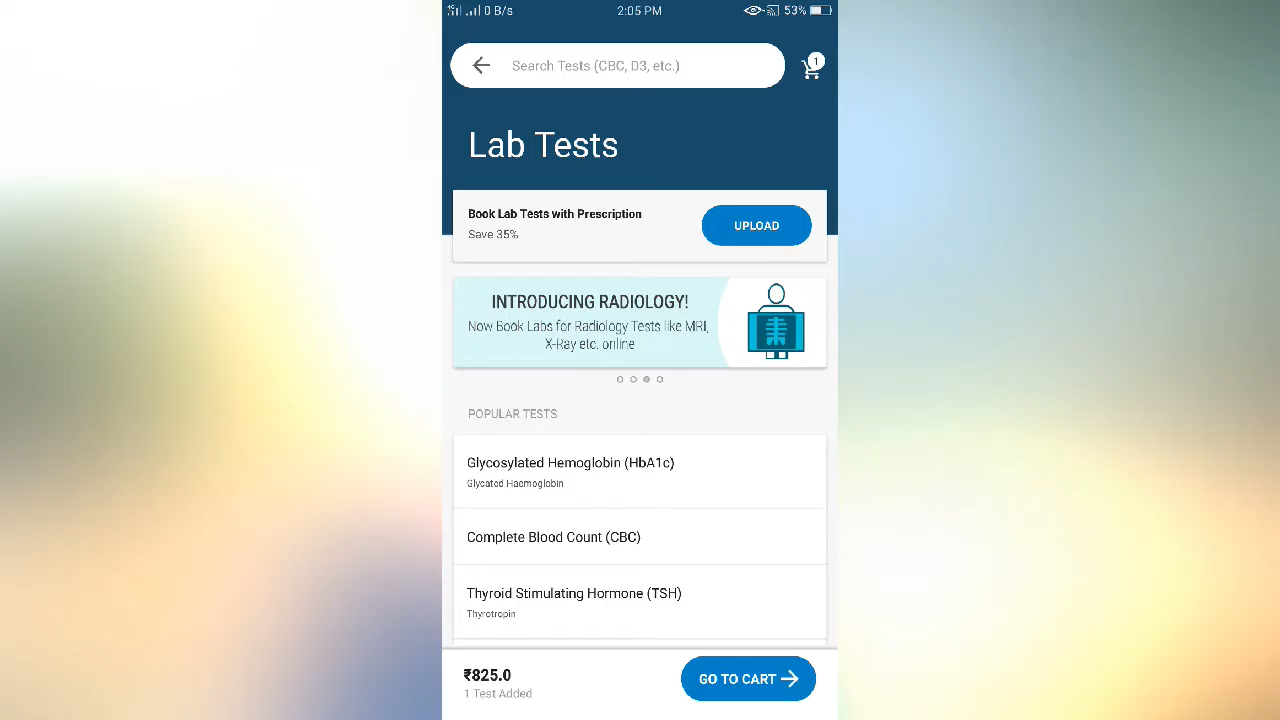 0 B/s 2:05 PM 53%
Search Tests (CBC, D3, etc.)
1
Lab Tests
Book Lab Tests with Prescription
Save 35%
UPLOAD
INTRODUCING RADIOLOGY!
Now Book Labs for Radiology Tests like MRI,
X-Ray etc. online
POPULAR TESTS
Glycosylated Hemoglobin (HbA1c)
Glycated Haemoglobin
Complete Blood Count (CBC)
Thyroid Stimulating Hormone (TSH)
Thyrotropin
₹825.0
1 Test Added
GO TO CART